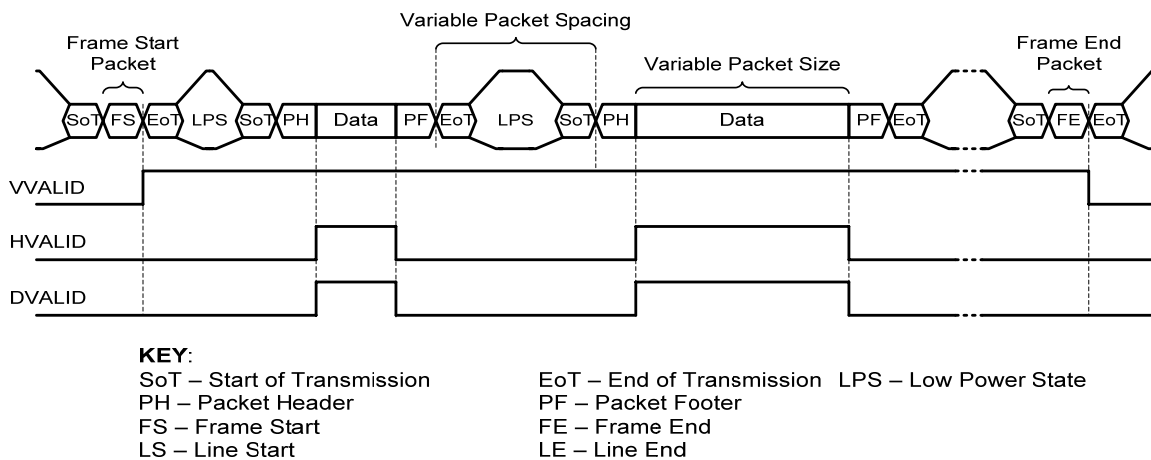 Variable Packet Spacing
Frame Start
Packet
Variable Packet Size
Frame End
Packet
SoT FS EoT LPS SoT PH Data PF EoT LPS SoT PH Data PF EoT SoT FE EoT
VVALID
HVALID
DVALID
KEY:
SoT – Start of Transmission EoT – End of Transmission LPS – Low Power State
PH – Packet Header PF – Packet Footer
FS – Frame Start FE – Frame End
LS – Line Start LE – Line End